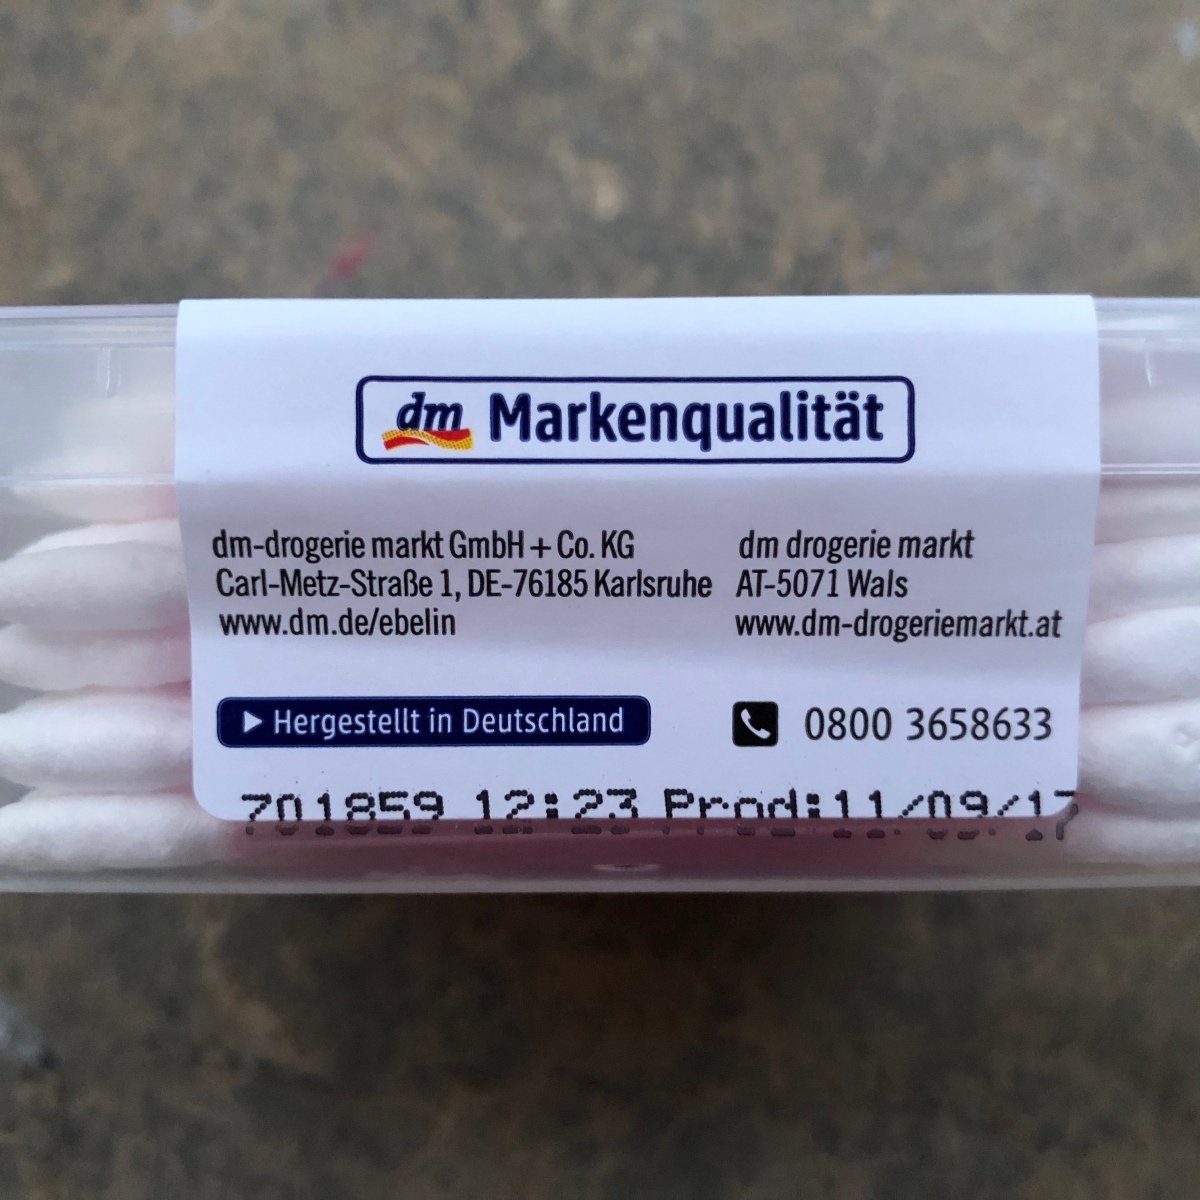 dm Markenqualität
dm-drogerie markt GmbH + Co. KG
Carl-Metz-Straße 1, DE-76185 Karlsruhe
www.dm.de/ebelin
dm drogerie markt
AT-5071 Wals
www.dm-drogeriemarkt.at
Hergestellt in Deutschland
0800 3658633
701859 12:23 Prod:11/09/17